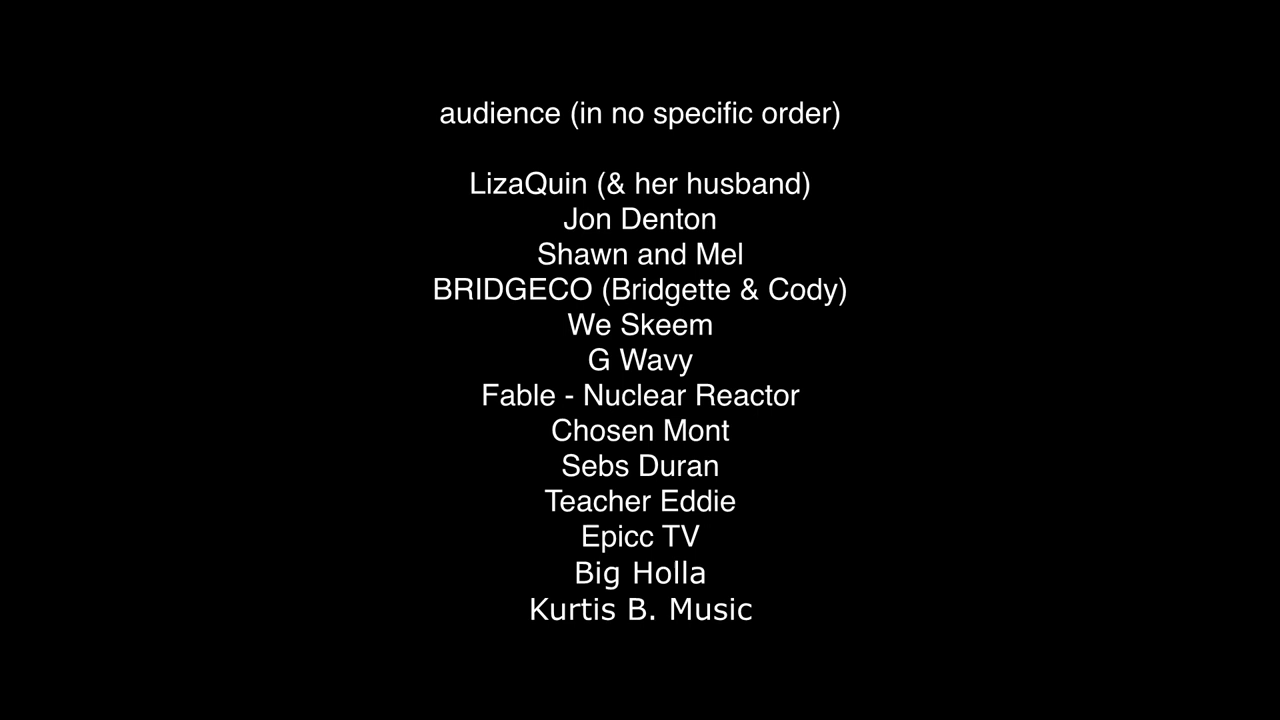 audience (in no specific order)
LizaQuin (& her husband)
Jon Denton
Shawn and Mel
BRIDGECO (Bridgette & Cody)
We Skeem
G Wavy
Fable - Nuclear Reactor
Chosen Mont
Sebs Duran
Teacher Eddie
Epicc TV
Big Holla
Kurtis B. Music